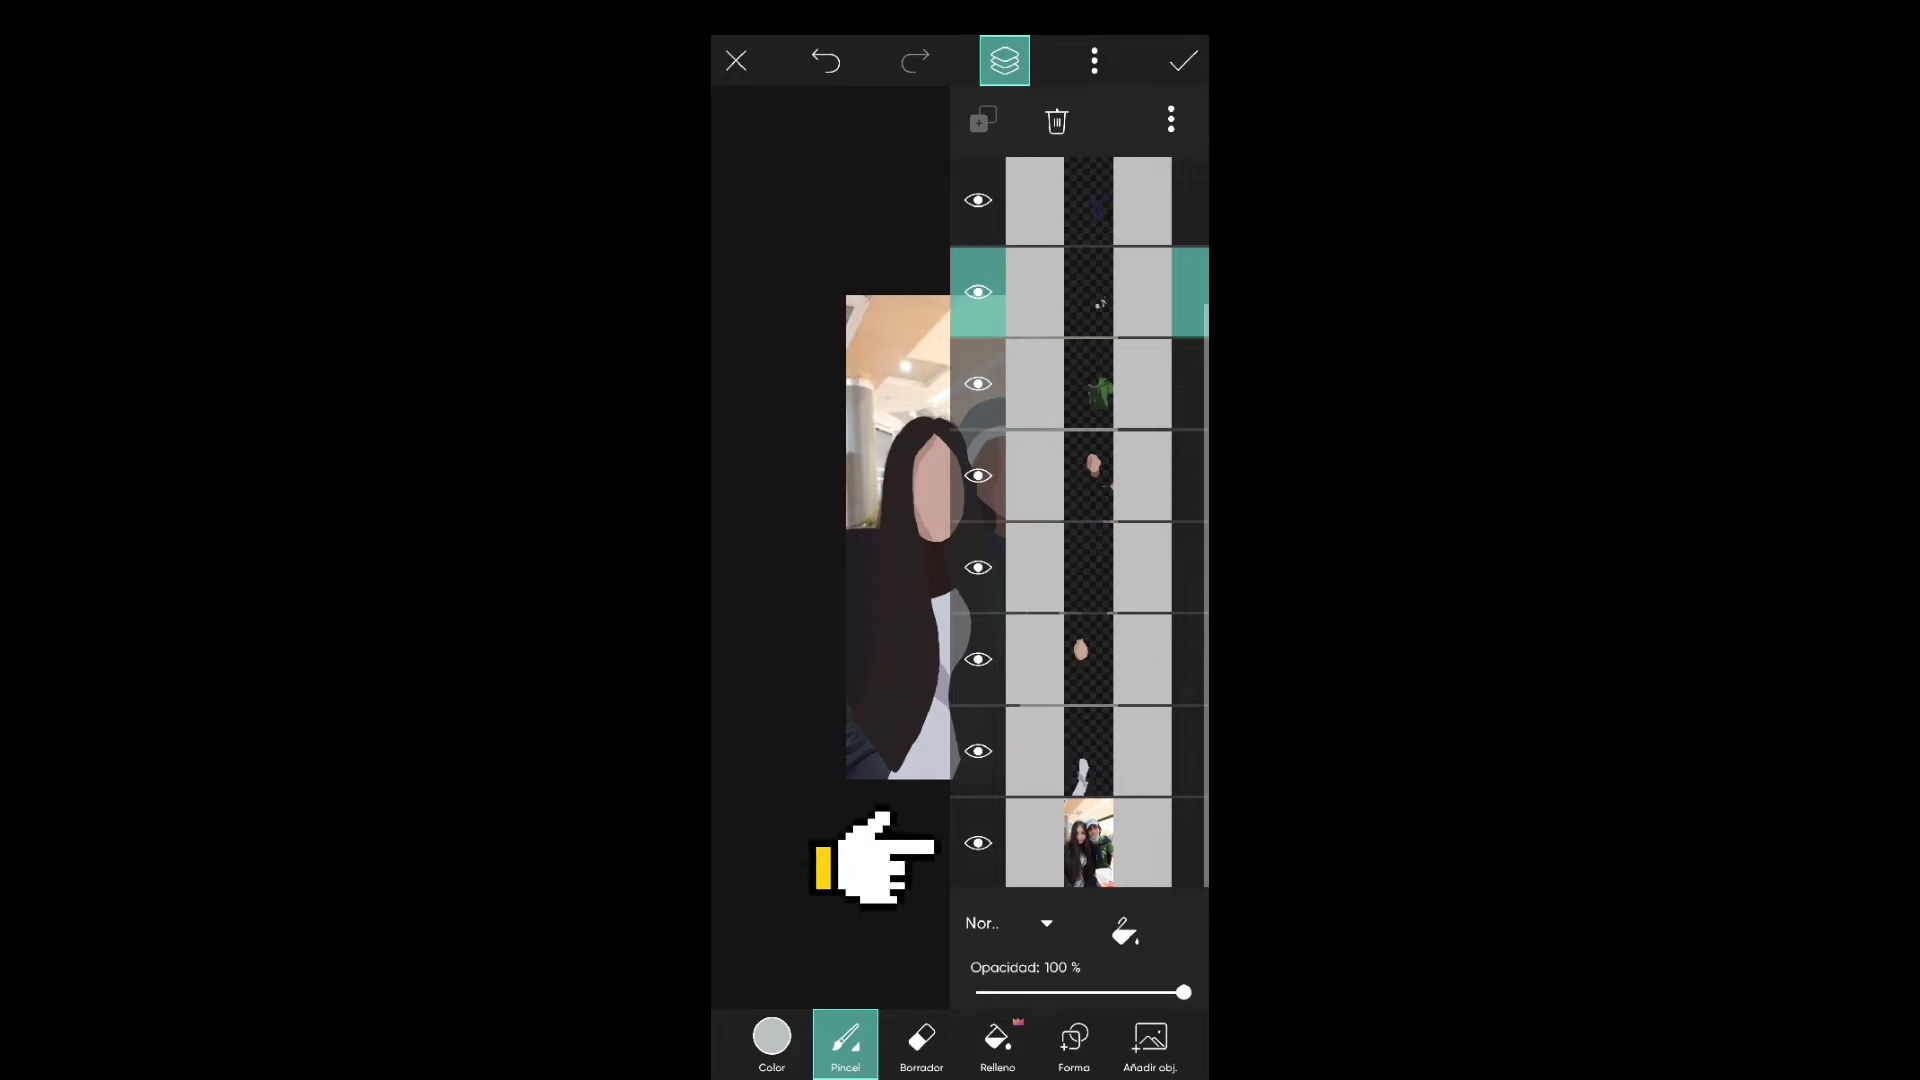 Nor..
Opacidad: 100 %
Color
Pincel
Borrador
Relleno
Forma
Añadir obj.